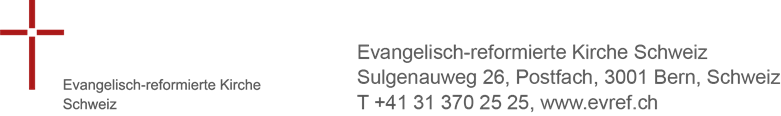 Evangelisch-reformierte Kirche
Schweiz
Evangelisch-reformierte Kirche Schweiz
Sulgenauweg 26, Postfach, 3001 Bern, Schweiz
T +41 31 370 25 25, www.evref.ch